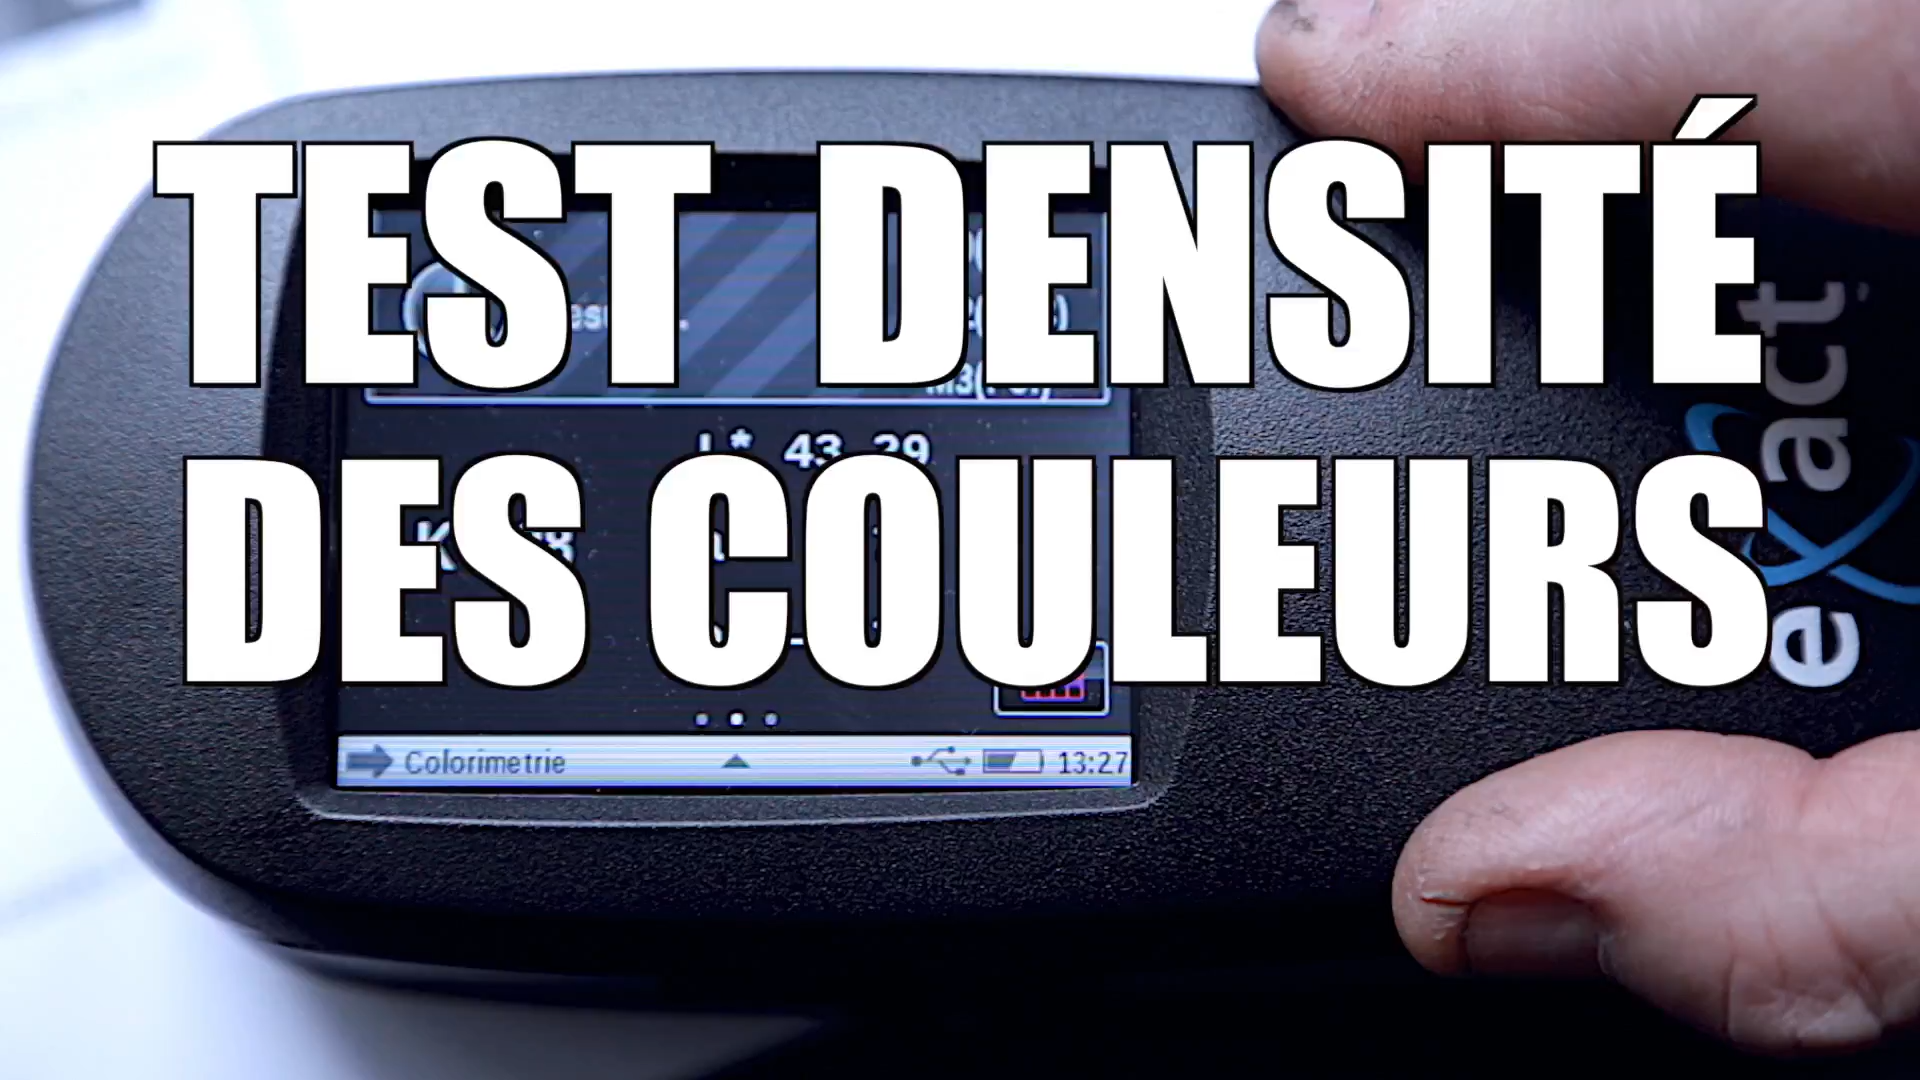 TEST DENSITÉ
DES COULEURS
L* 43.29
Colorimetrie
13:27
eXact